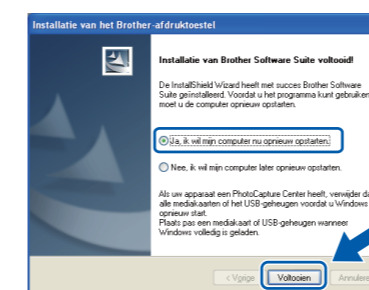 Installatie van het Brother-afdruktoestel
Installatie van Brother Software Suite voltooid!
De InstallShield Wizard heeft met succes Brother Software
Suite geïnstalleerd. Voordat u het programma kunt gebruiken
moet u de computer opnieuw opstarten.
Ja, ik wil mijn computer nu opnieuw opstarten.
Nee, ik wil mijn computer later opnieuw opstarten.
Als uw apparaat een PhotoCapture Center heeft, verwijder da
alle mediakaarten of het USB-geheugen voordat u Windows
opnieuw start.
Plaats pas een mediakaart of USB-geheugen wanneer
Windows volledig is geladen.
< Vorige Voltooien Annulere